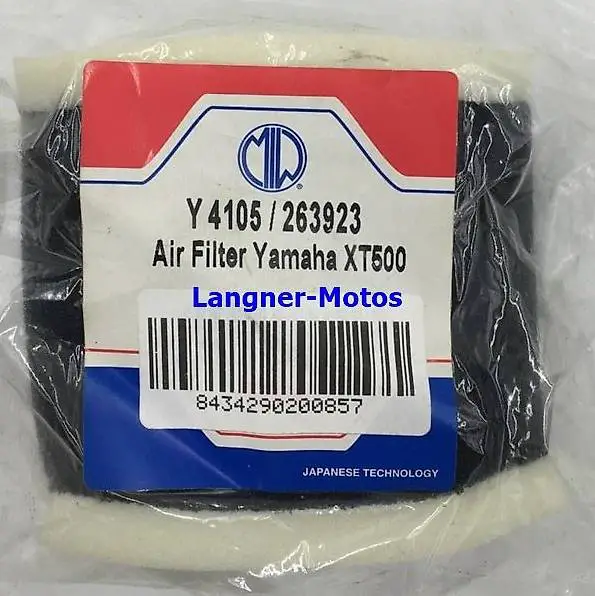 MIW
®
Y 4105 / 263923
Air Filter Yamaha XT500
Langner-Motos
8434290200857
JAPANESE TECHNOLOGY